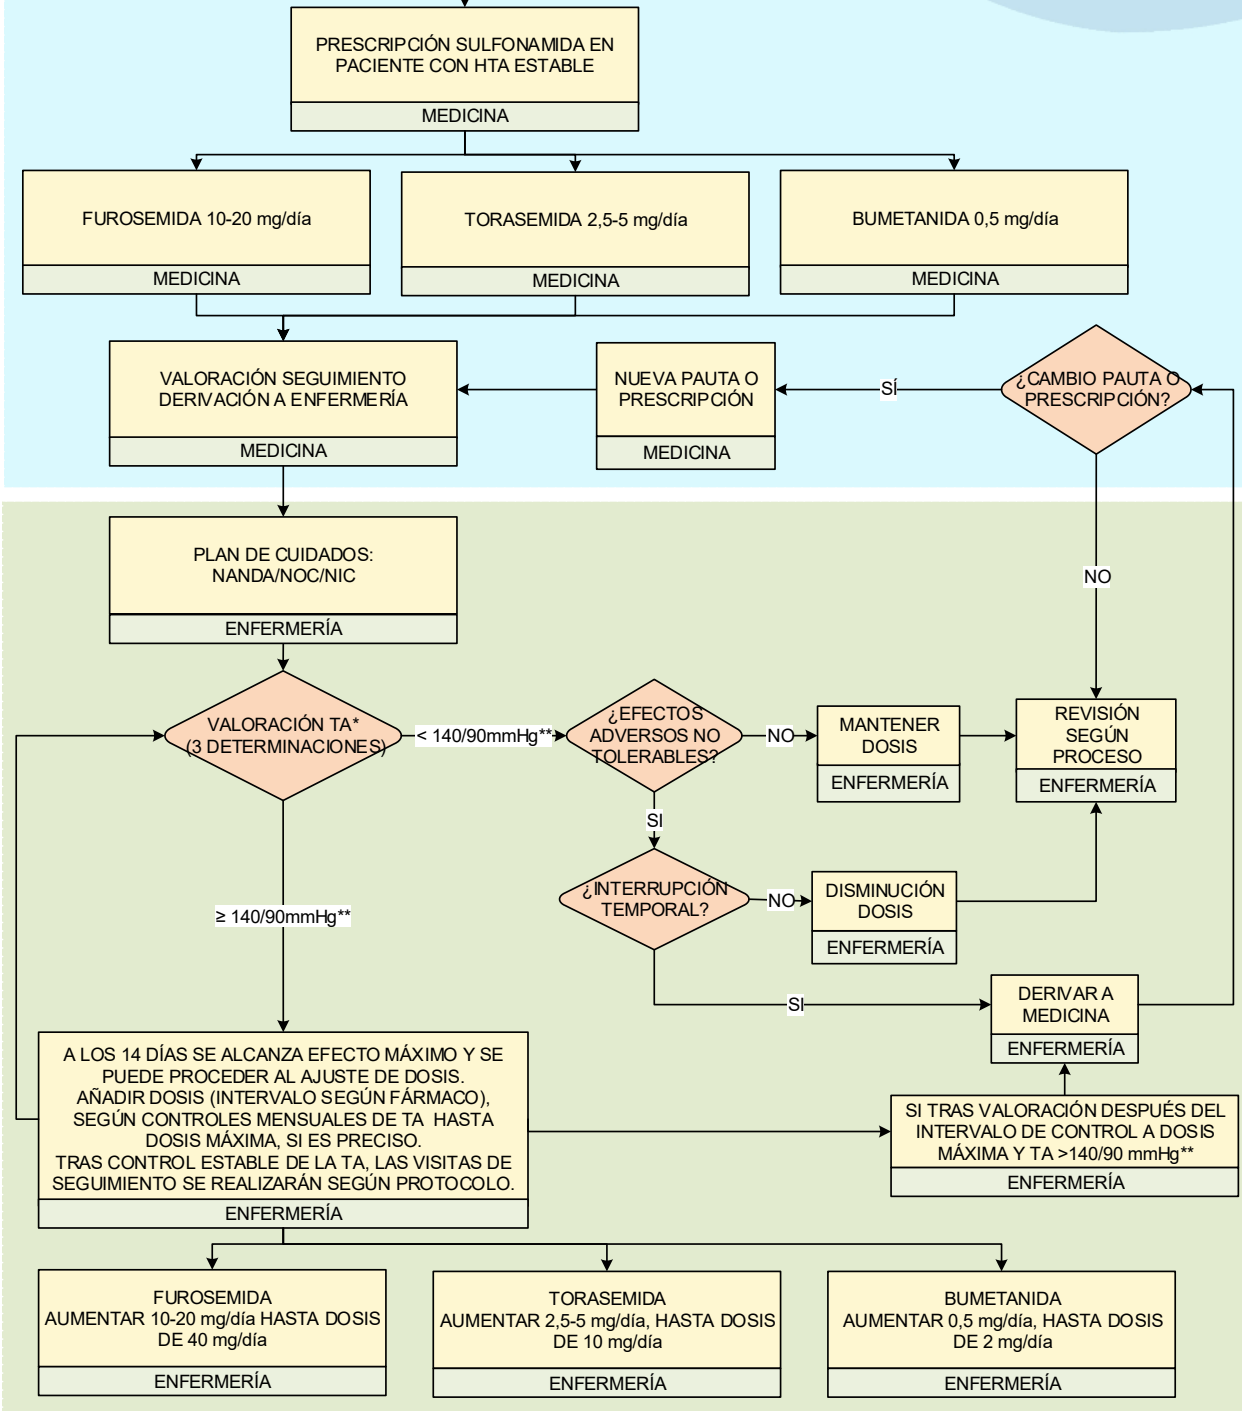 PRESCRIPCIÓN SULFONAMIDA EN
PACIENTE CON HTA ESTABLE
MEDICINA
FUROSEMIDA 10-20 mg/día
MEDICINA
TORASEMIDA 2,5-5 mg/día
MEDICINA
BUMETANIDA 0,5 mg/día
MEDICINA
VALORACIÓN SEGUIMIENTO
DERIVACIÓN A ENFERMERÍA
MEDICINA
NUEVA PAUTA O
PRESCRIPCIÓN
MEDICINA
SÍ
¿CAMBIO PAUTA O
PRESCRIPCIÓN?
NO
PLAN DE CUIDADOS:
NANDA/NOC/NIC
ENFERMERÍA
VALORACIÓN TA*
(3 DETERMINACIONES)
< 140/90mmHg**
¿EFECTOS
ADVERSOS NO
TOLERABLES?
NO
MANTENER
DOSIS
ENFERMERÍA
REVISIÓN
SEGÚN
PROCESO
ENFERMERÍA
SI
¿INTERRUPCIÓN
TEMPORAL?
NO
DISMINUCIÓN
DOSIS
ENFERMERÍA
≥ 140/90mmHg**
SI
DERIVAR A
MEDICINA
ENFERMERÍA
A LOS 14 DÍAS SE ALCANZA EFECTO MÁXIMO Y SE
PUEDE PROCEDER AL AJUSTE DE DOSIS.
AÑADIR DOSIS (INTERVALO SEGÚN FÁRMACO),
SEGÚN CONTROLES MENSUALES DE TA HASTA
DOSIS MÁXIMA, SI ES PRECISO.
TRAS CONTROL ESTABLE DE LA TA, LAS VISITAS DE
SEGUIMIENTO SE REALIZARÁN SEGÚN PROTOCOLO.
ENFERMERÍA
SI TRAS VALORACIÓN DESPUÉS DEL
INTERVALO DE CONTROL A DOSIS
MÁXIMA Y TA >140/90 mmHg**
ENFERMERÍA
FUROSEMIDA
AUMENTAR 10-20 mg/día HASTA DOSIS
DE 40 mg/día
ENFERMERÍA
TORASEMIDA
AUMENTAR 2,5-5 mg/día, HASTA DOSIS
DE 10 mg/día
ENFERMERÍA
BUMETANIDA
AUMENTAR 0,5 mg/día, HASTA DOSIS
DE 2 mg/día
ENFERMERÍA